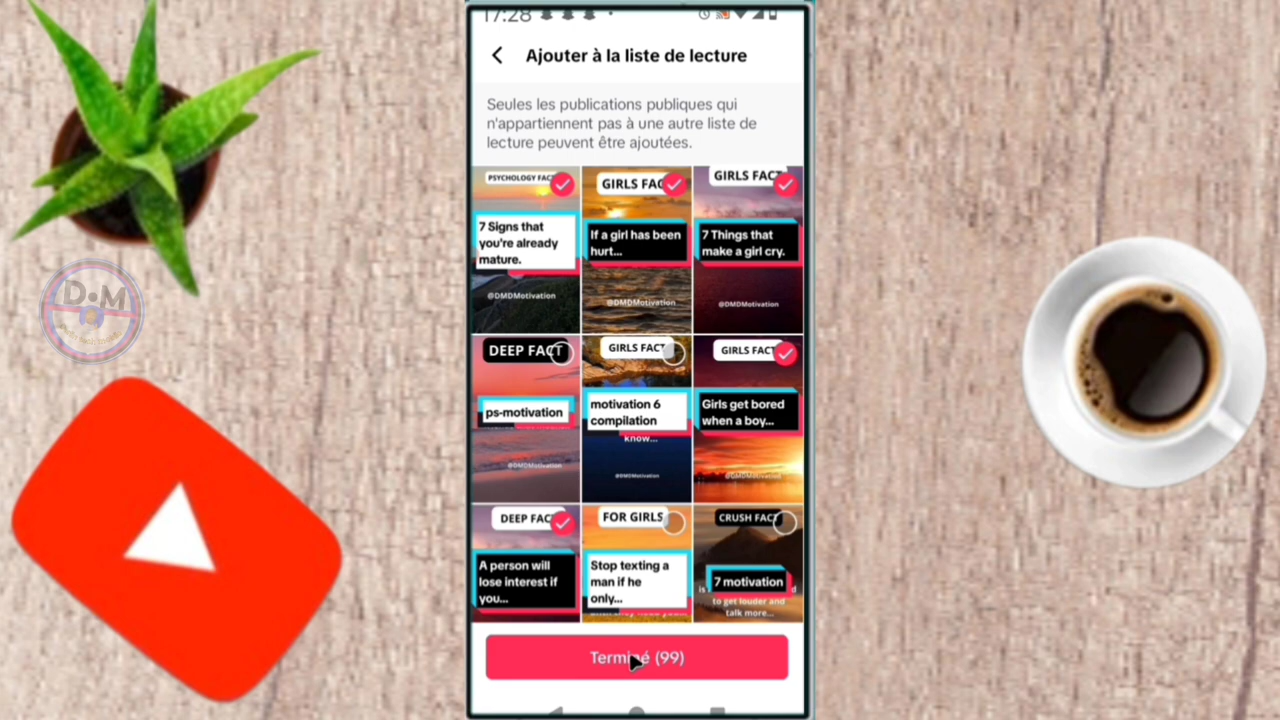 17:28
Ajouter à la liste de lecture
Seules les publications publiques qui
n'appartiennent pas à une autre liste de
lecture peuvent être ajoutées.
PSYCHOLOGY FACT
7 Signs that
you're already
mature.
@DMDMotivation
GIRLS FAC
If a girl has been
hurt...
@DMDMotivation
GIRLS FACT
7 Things that
make a girl cry.
@DMDMotivation
DEEP FACT
ps-motivation
@DMDMotivation
GIRLS FACT
motivation 6
compilation
know...
@DMDMotivation
GIRLS FACT
Girls get bored
when a boy...
@DMDMotivation
DEEP FAC
A person will
lose interest if
you...
FOR GIRLS
Stop texting a
man if he
only...
CRUSH FACT
7 motivation
to get louder and
talk more...
Terminé (99)
D•M